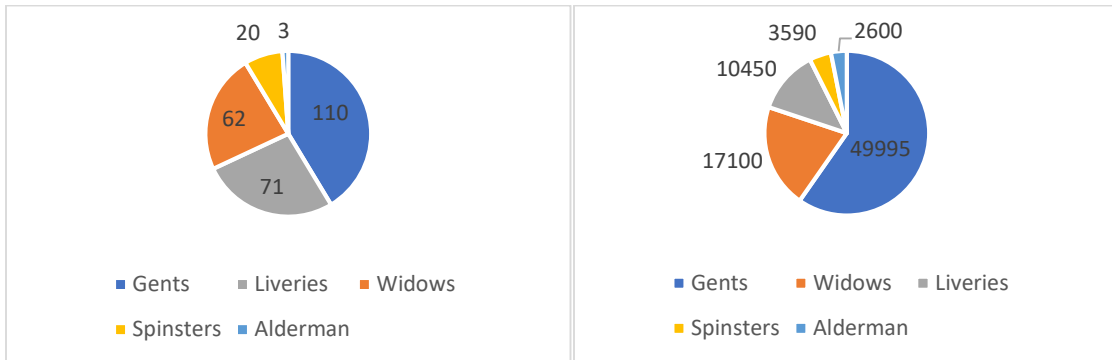 20 3
110
62
71
Gents Liveries Widows
Spinsters Alderman
3590 2600
10450
49995
17100
Gents Widows Liveries
Spinsters Alderman